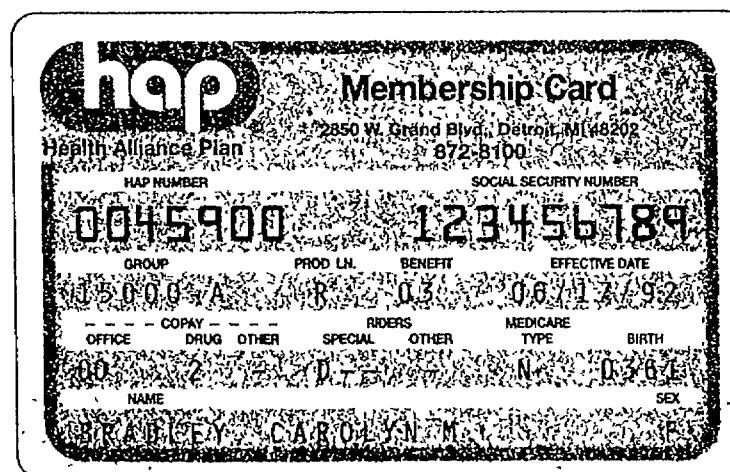 hap
Membership Card
2850 W. Grand Blvd., Detroit, MI 48202
Health Alliance Plan
872-8100
HAP NUMBER SOCIAL SECURITY NUMBER
0045900 123456789
GROUP PROD LN. BENEFIT EFFECTIVE DATE
15000 A R 03 06/17/92
- - - - - COPAY - - - - - RIDERS MEDICARE
OFFICE DRUG OTHER SPECIAL OTHER TYPE BIRTH
00 2 - D-- - N 0361
NAME SEX
BRADLEY CAROLYN M F